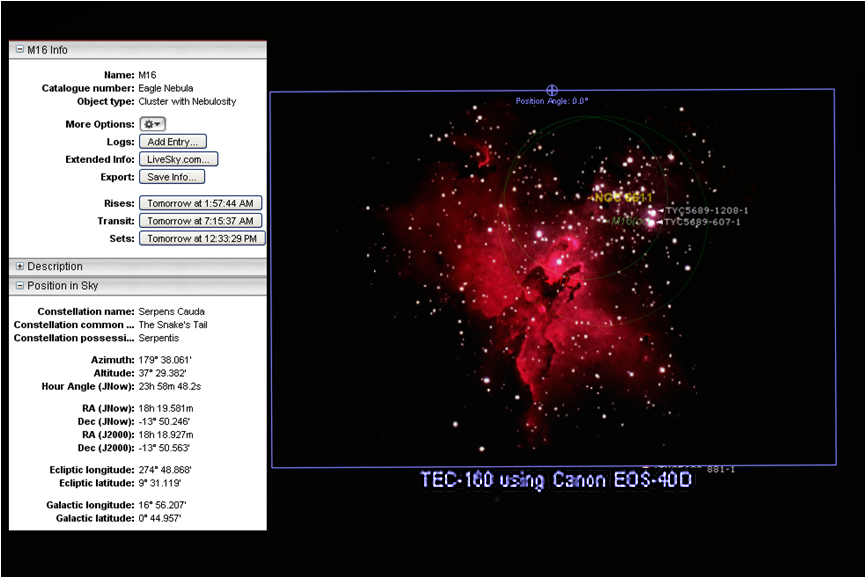 M16 Info
Name: M16
Catalogue number: Eagle Nebula
Object type: Cluster with Nebulosity
More Options:
Logs: Add Entry...
Extended Info: LiveSky.com...
Export: Save Info...
Rises: Tomorrow at 1:57:44 AM
Transit: Tomorrow at 7:15:37 AM
Sets: Tomorrow at 12:33:29 PM
Description
Position in Sky
Constellation name: Serpens Cauda
Constellation common ... The Snake's Tail
Constellation possessi... Serpentis
Azimuth: 179° 38.061'
Altitude: 37° 29.382'
Hour Angle (JNow): 23h 58m 48.2s
RA (JNow): 18h 19.581m
Dec (JNow): -13° 50.246'
RA (J2000): 18h 18.927m
Dec (J2000): -13° 50.563'
Ecliptic longitude: 274° 48.868'
Ecliptic latitude: 9° 31.119'
Galactic longitude: 16° 56.207'
Galactic latitude: 0° 44.957'
Position Angle: 0.0°
NGC 6611
TYC5689-1208-1
TYC5689-607-1
881-1
using Canon EOS-40D